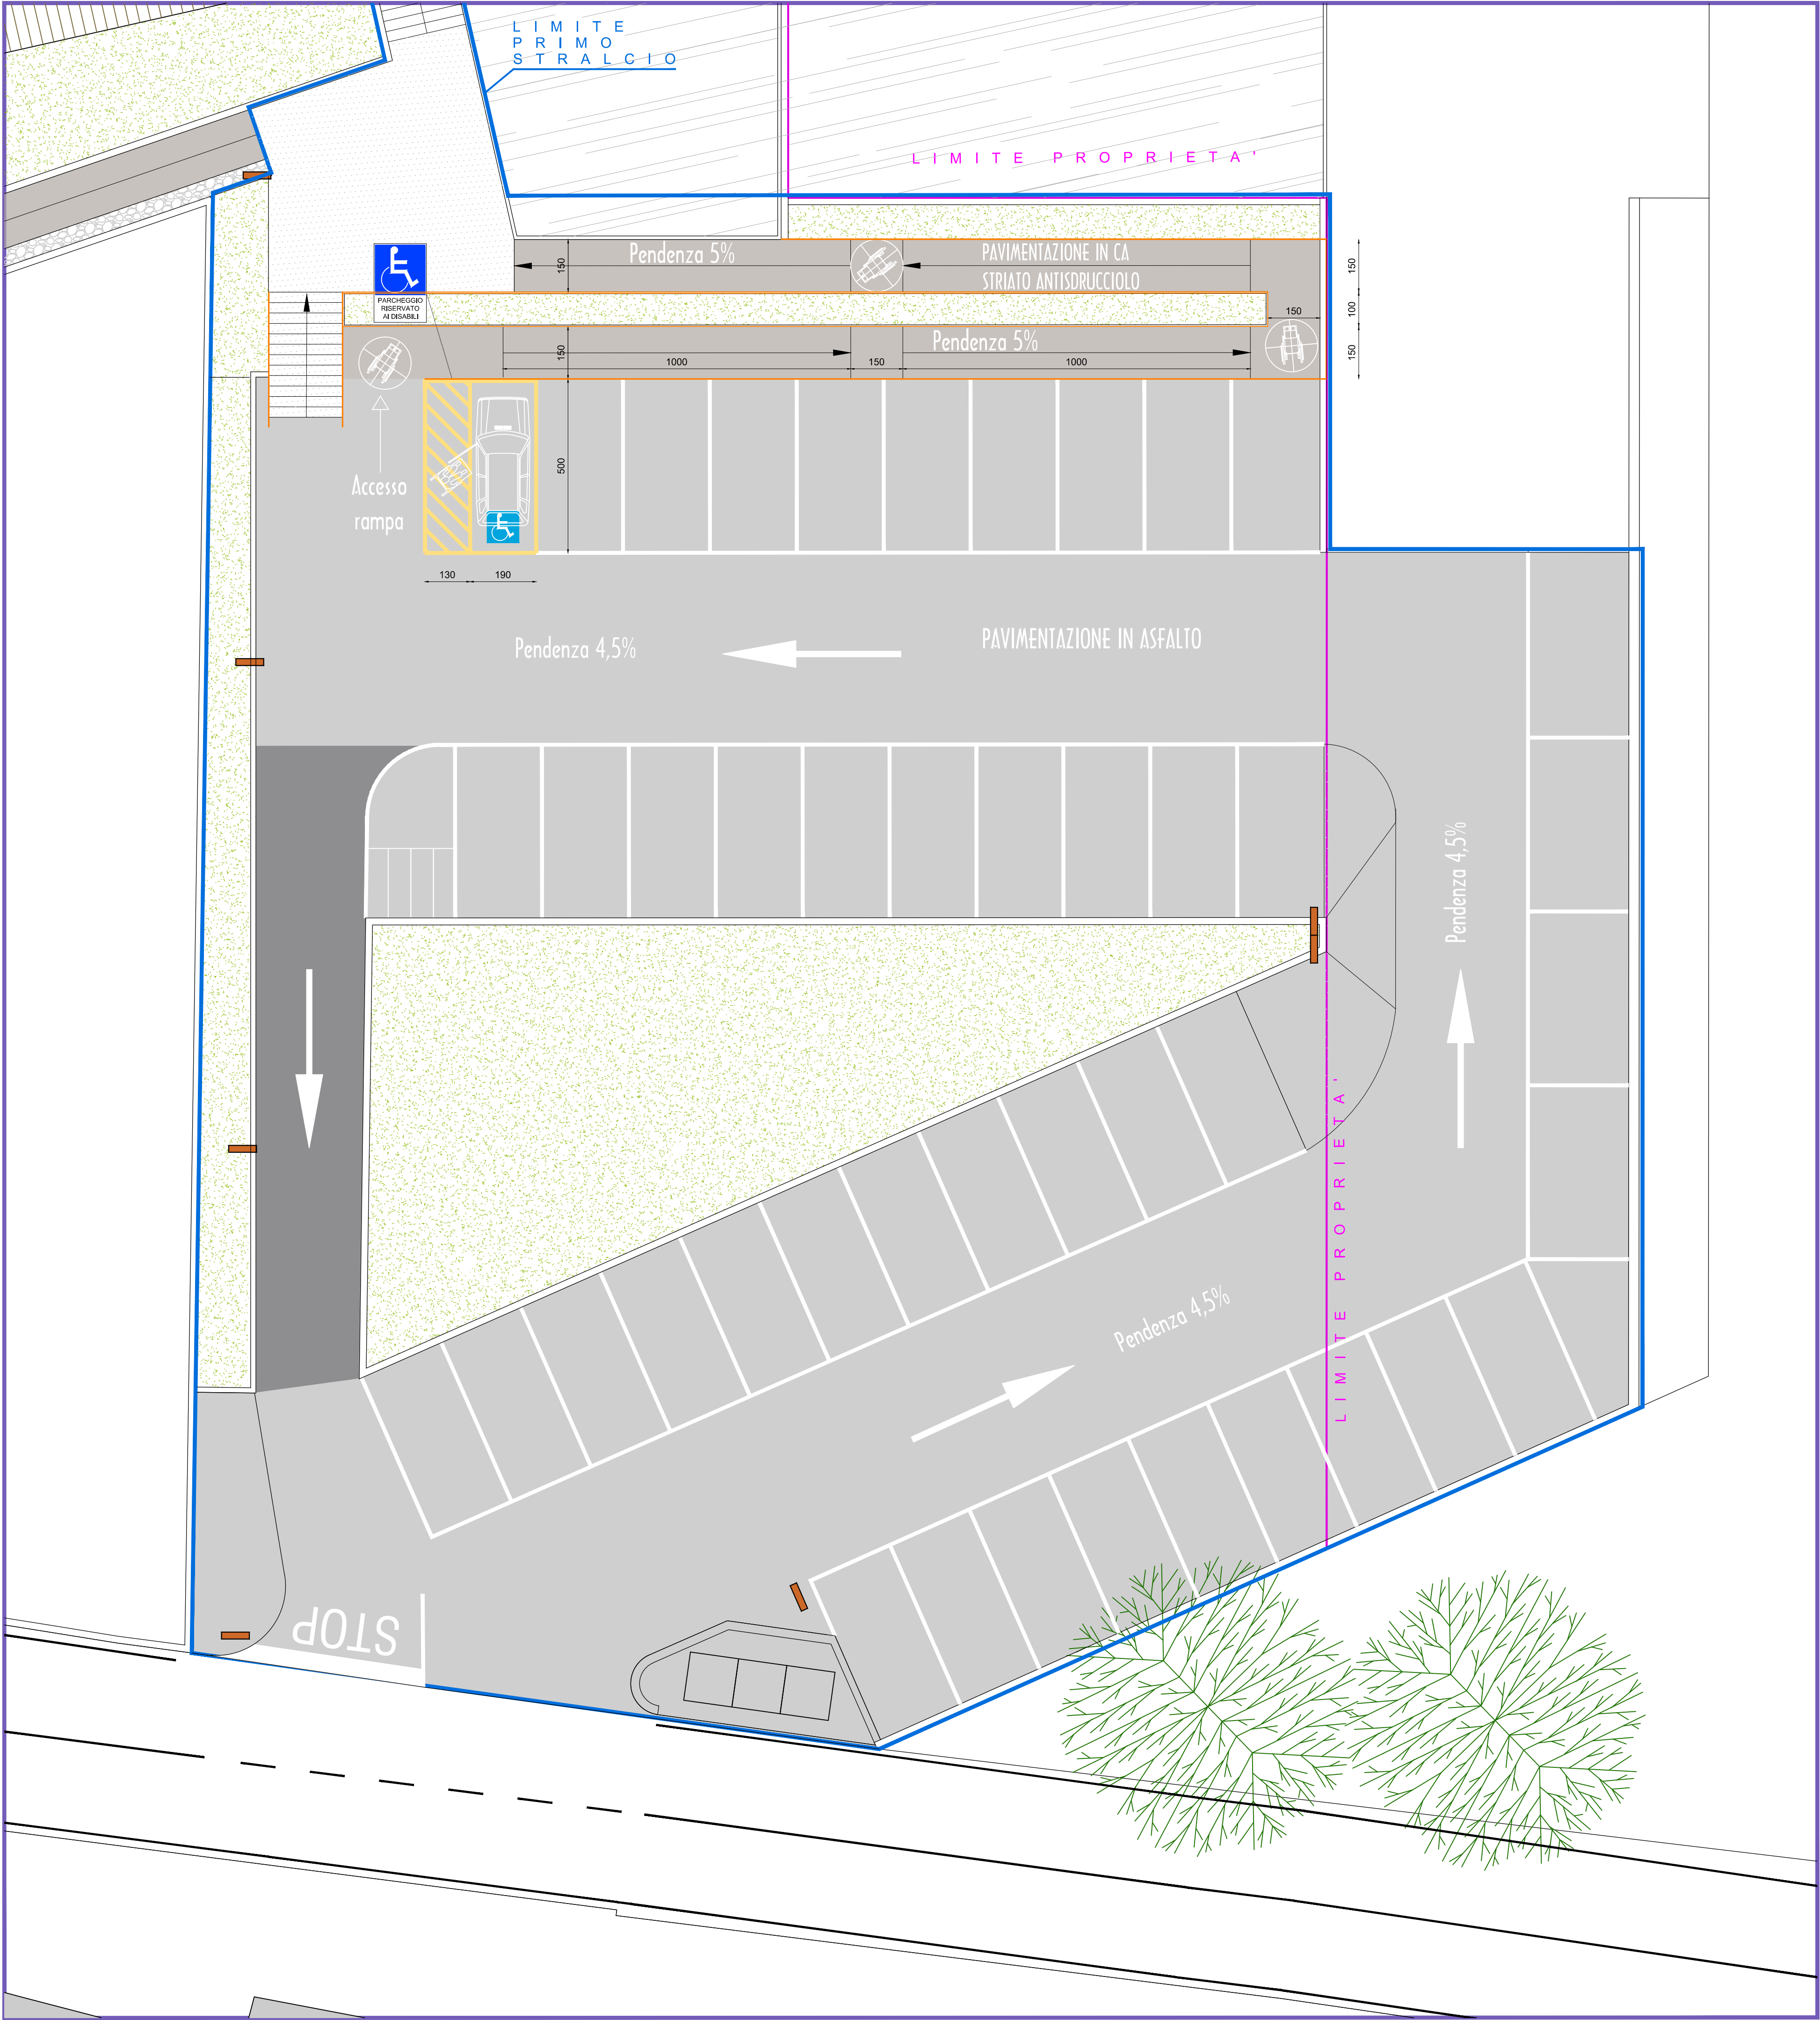 LIMITE
PRIMO
STRALCIO
LIMITE PROPRIETA'
Pendenza 5%
PAVIMENTAZIONE IN CA
STRIATO ANTISDRUCCIOLO
150
150
100
150
PARCHEGGIO
RISERVATO
AI DISABILI
150
Pendenza 5%
150
1000
150
1000
500
Accesso
rampa
130
190
Pendenza 4,5%
PAVIMENTAZIONE IN ASFALTO
Pendenza 4,5%
LIMITE PROPRIETA'
Pendenza 4,5%
STOP